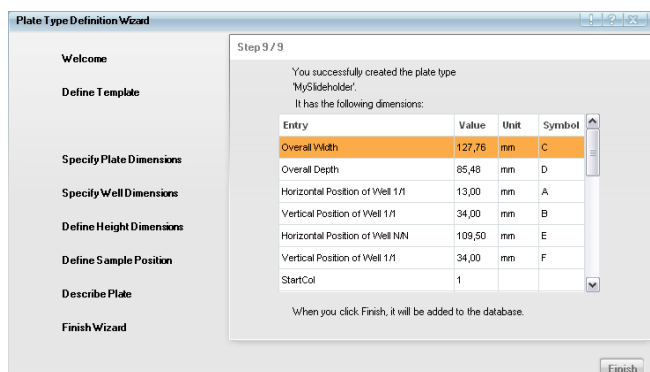 Plate Type Definition Wizard
Welcome
Define Template
Specify Plate Dimensions
Specify Well Dimensions
Define Height Dimensions
Define Sample Position
Describe Plate
Finish Wizard
Step 9 / 9
You successfully created the plate type
'MySlideholder'.
It has the following dimensions:
Entry Value Unit Symbol
Overall Width 127,76 mm C
Overall Depth 85,48 mm D
Horizontal Position of Well 1/1 13,00 mm A
Vertical Position of Well 1/1 34,00 mm B
Horizontal Position of Well N/N 109,50 mm E
Vertical Position of Well 1/1 34,00 mm F
StartCol 1
When you click Finish, it will be added to the database.
Finish